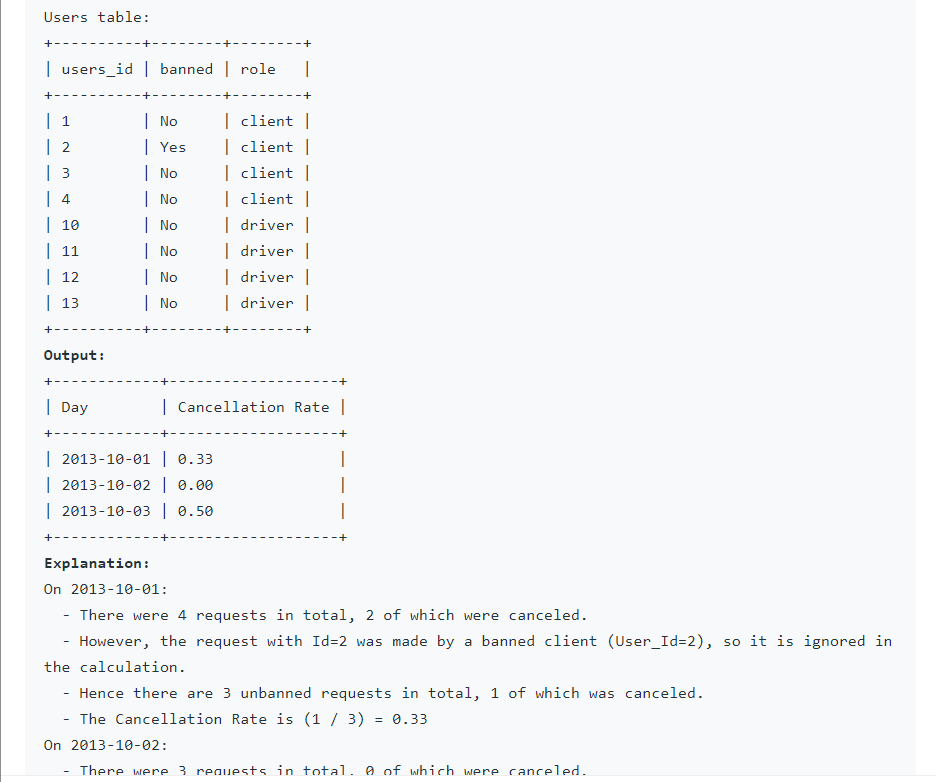 Users table:
+----------+--------+--------+
| users_id | banned | role   |
+----------+--------+--------+
| 1        | No     | client |
| 2        | Yes    | client |
| 3        | No     | client |
| 4        | No     | client |
| 10       | No     | driver |
| 11       | No     | driver |
| 12       | No     | driver |
| 13       | No     | driver |
+----------+--------+--------+
Output:
+------------+-------------------+
| Day        | Cancellation Rate |
+------------+-------------------+
| 2013-10-01 | 0.33              |
| 2013-10-02 | 0.00              |
| 2013-10-03 | 0.50              |
+------------+-------------------+
Explanation:
On 2013-10-01:
  - There were 4 requests in total, 2 of which were canceled.
  - However, the request with Id=2 was made by a banned client (User_Id=2), so it is ignored in
the calculation.
  - Hence there are 3 unbanned requests in total, 1 of which was canceled.
  - The Cancellation Rate is (1 / 3) = 0.33
On 2013-10-02:
  - There were 3 requests in total, 0 of which were canceled.